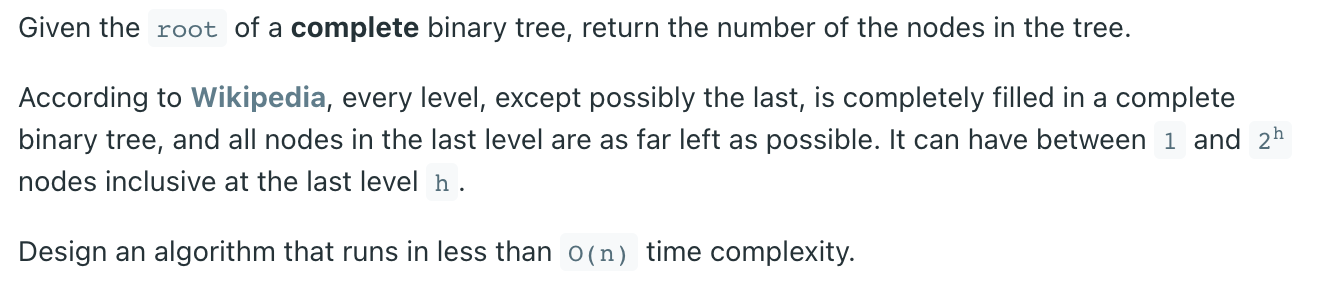 Given the root of a complete binary tree, return the number of the nodes in the tree.
According to Wikipedia, every level, except possibly the last, is completely filled in a complete
binary tree, and all nodes in the last level are as far left as possible. It can have between 1 and 2ʰ
nodes inclusive at the last level h.
Design an algorithm that runs in less than O(n) time complexity.